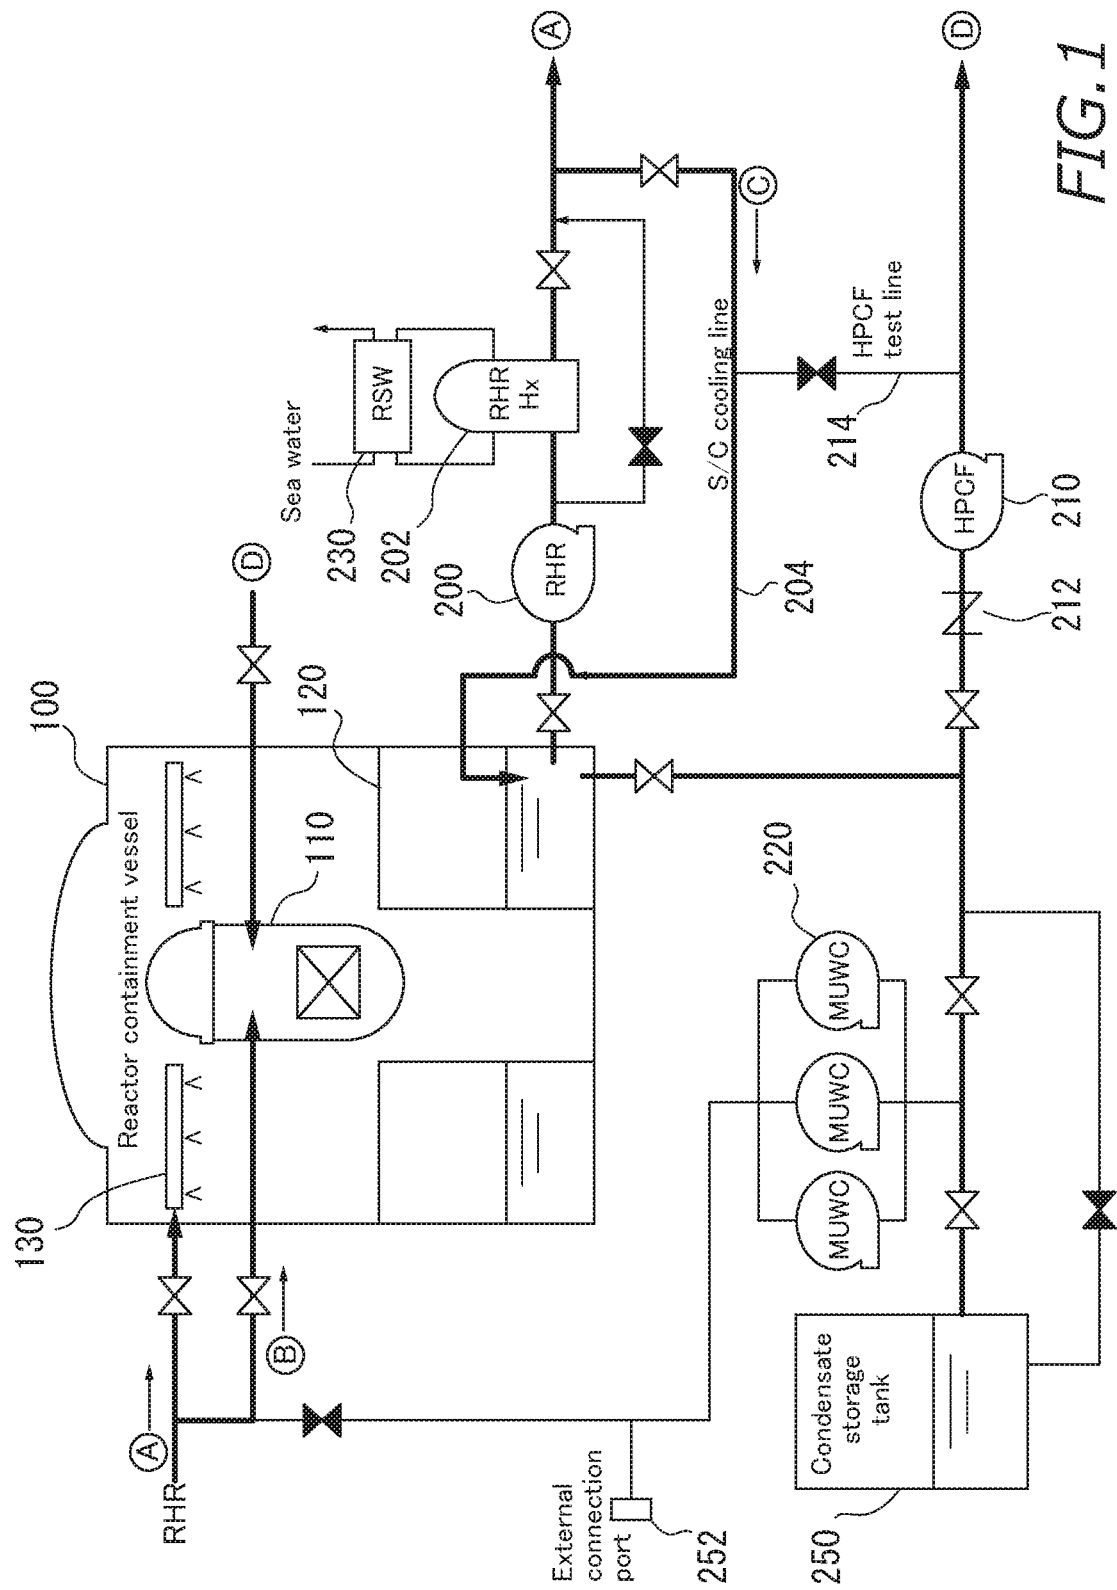 RHR
A
B
130
100
Reactor containment vessel
110
120
D
Sea water
230
RSW
202
RHR
Hx
200
RHR
A
S/C cooling line
204
C
External
connection
port
252
Condensate
storage
tank
250
MUWC
MUWC
MUWC
220
212
HPCF
210
HPCF
test line
214
D
FIG. 1